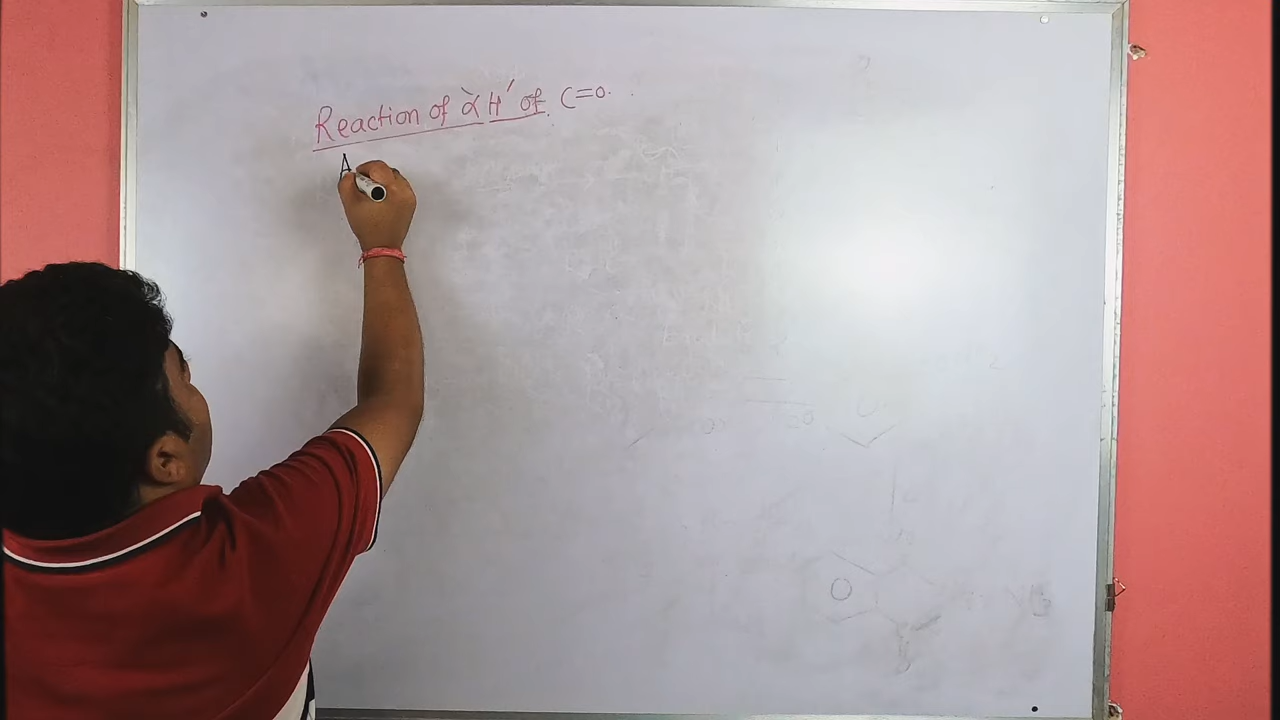 Reaction of `α H' of C=O.
A